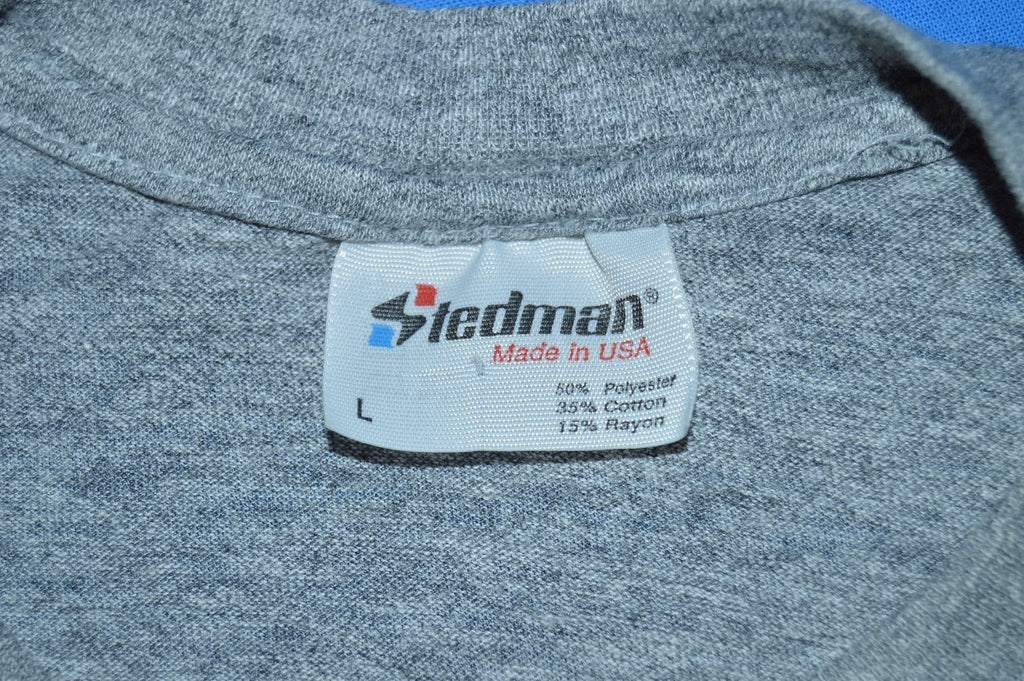 Stedman®
Made in USA
L
50% Polyester
35% Cotton
15% Rayon